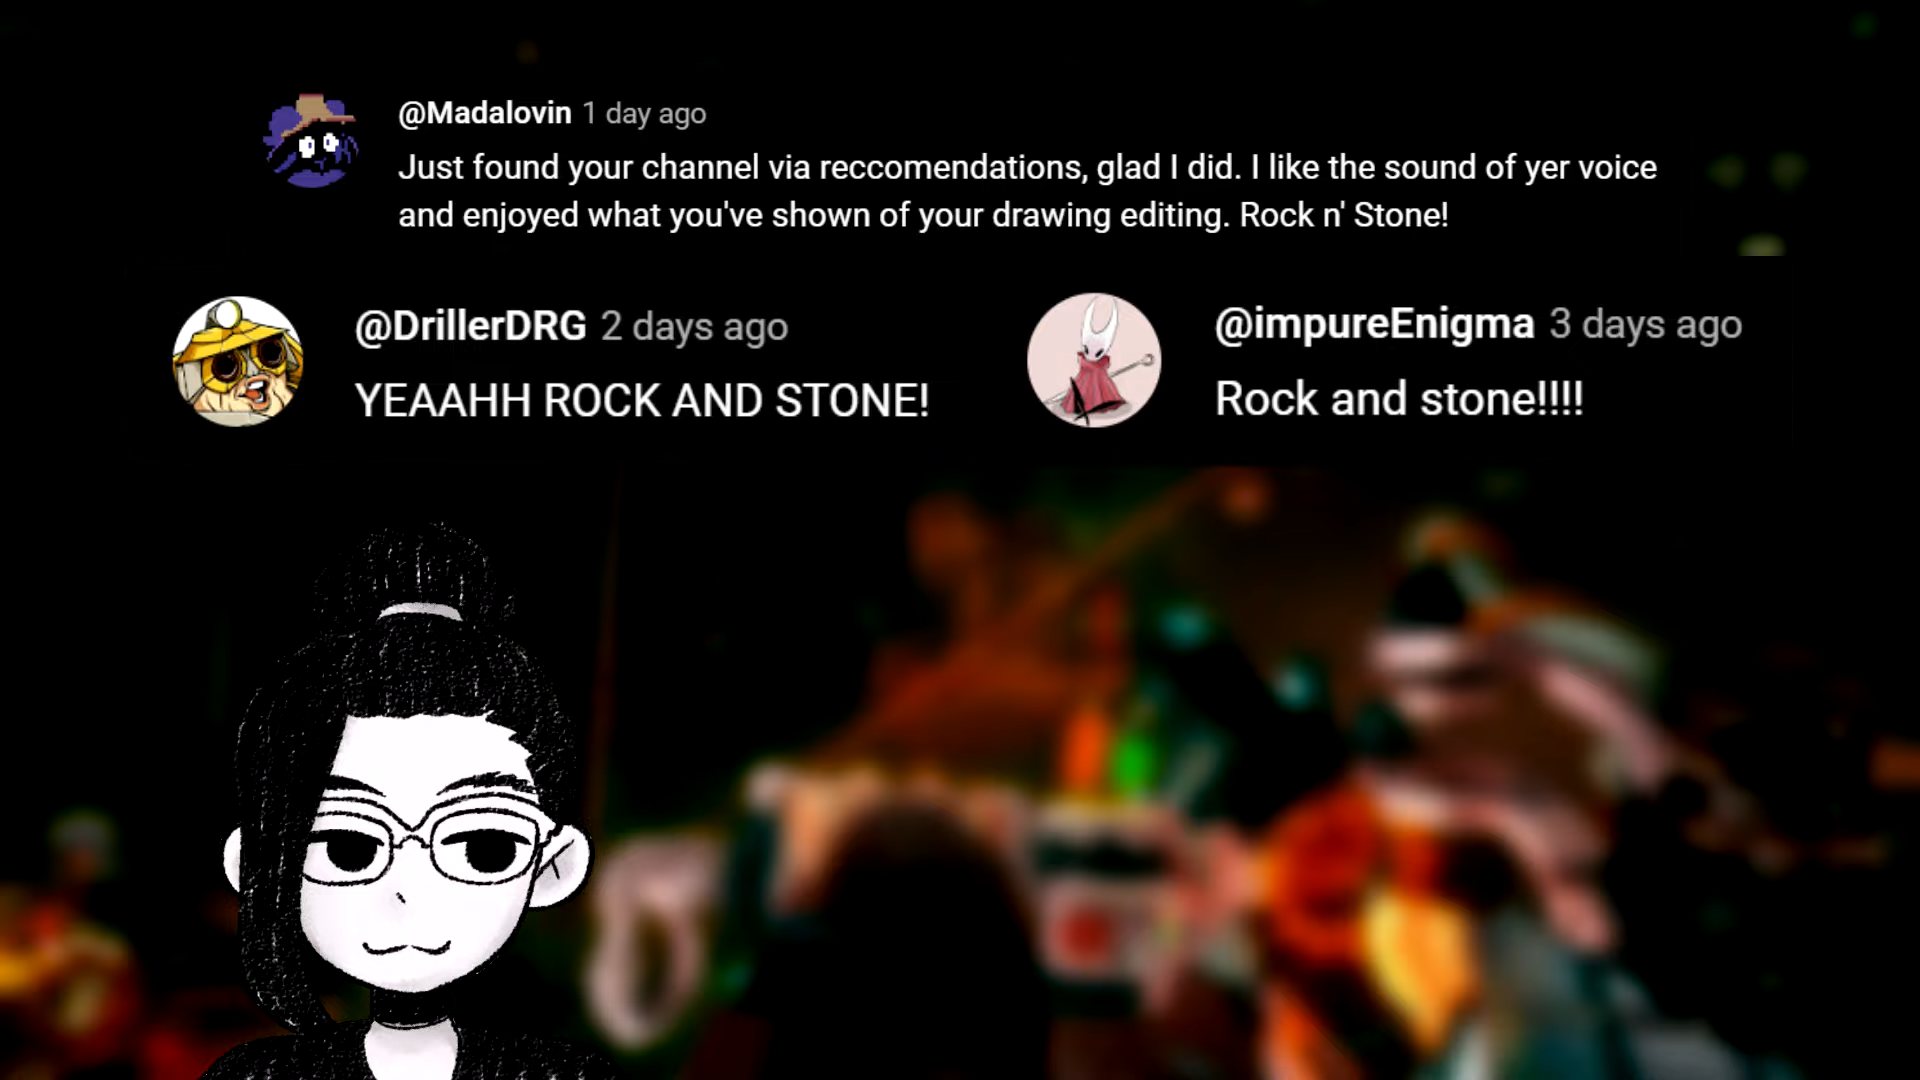 @Madalovin 1 day ago
Just found your channel via reccomendations, glad I did. I like the sound of yer voice
and enjoyed what you've shown of your drawing editing. Rock n' Stone!
@DrillerDRG 2 days ago
YEAAHH ROCK AND STONE!
@impureEnigma 3 days ago
Rock and stone!!!!